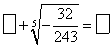 □ + ⁵√(-32/243) = □